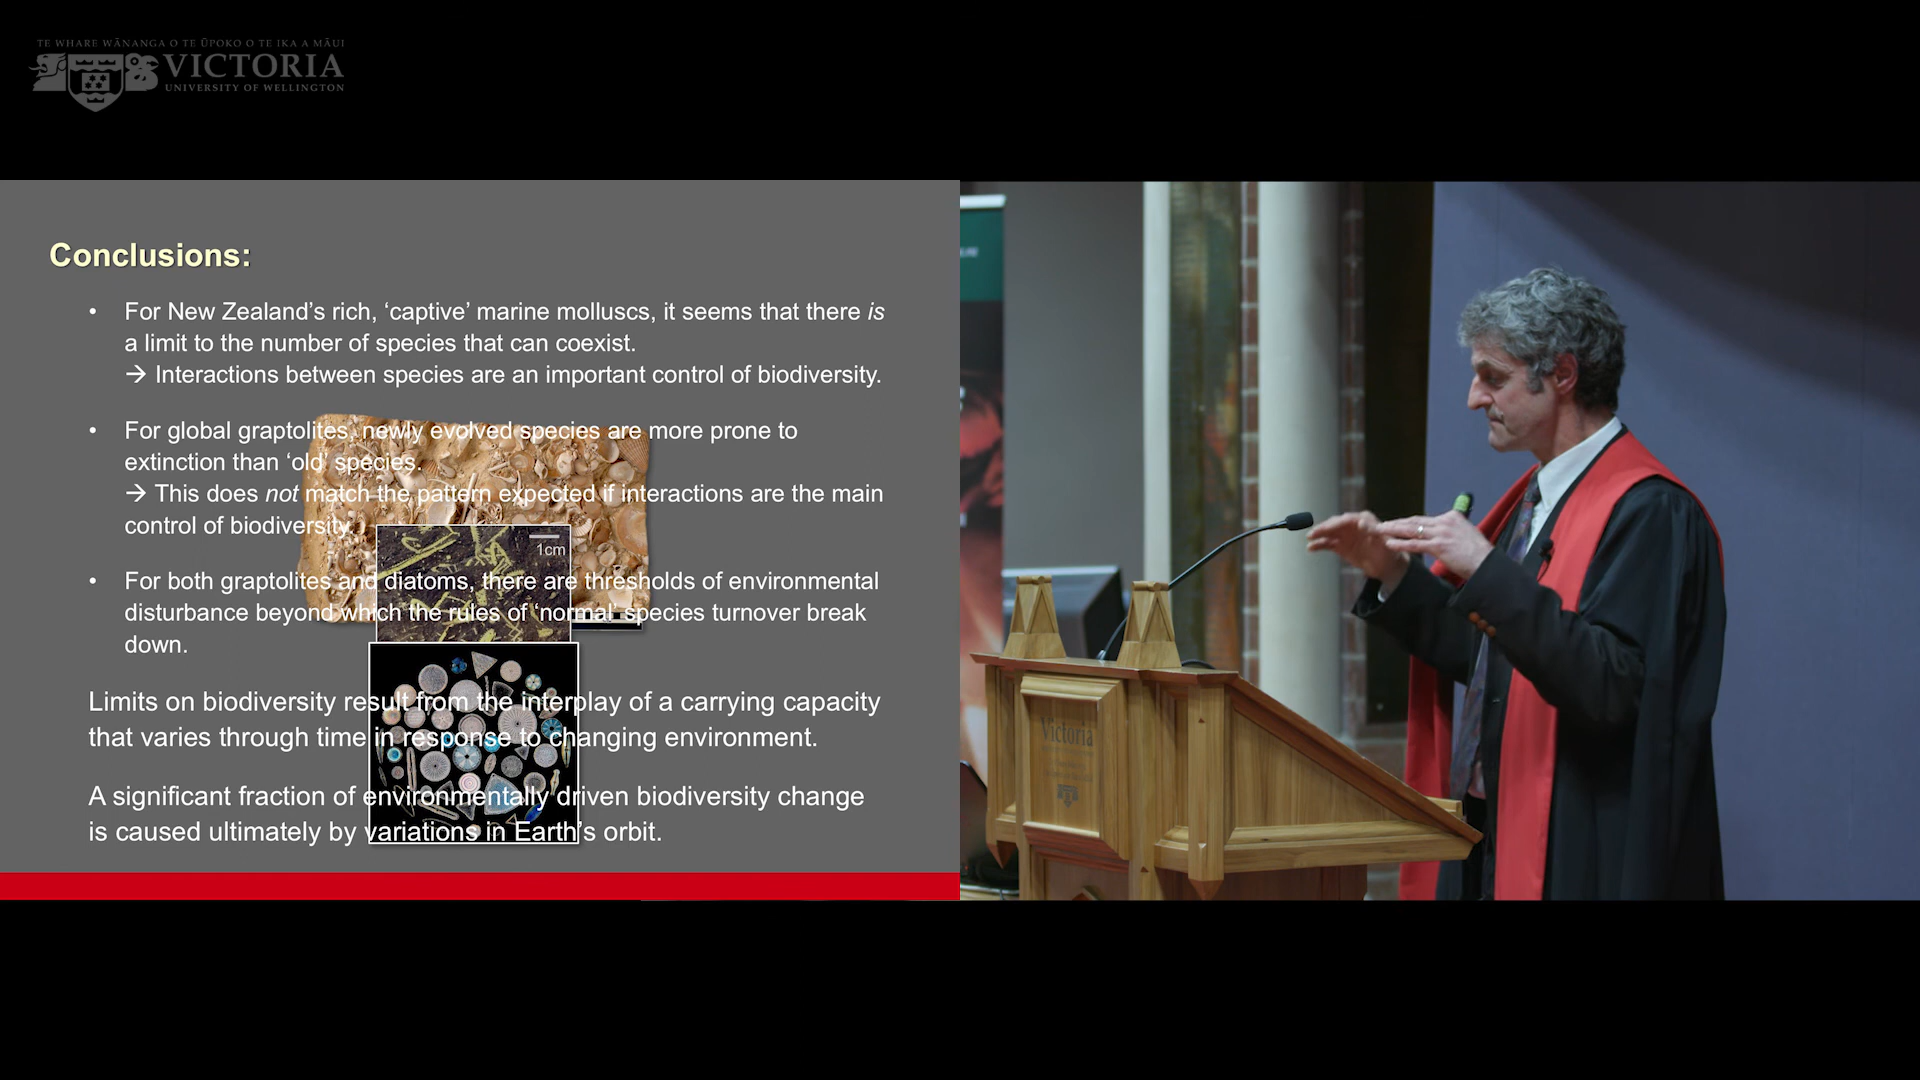 TE WHARE WĀNANGA O TE ŪPOKO O TE IKA A MĀUI
VICTORIA
UNIVERSITY OF WELLINGTON
Conclusions:
• For New Zealand’s rich, ‘captive’ marine molluscs, it seems that there is
a limit to the number of species that can coexist.
→ Interactions between species are an important control of biodiversity.
• For global graptolites, newly evolved species are more prone to
extinction than ‘old’ species.
→ This does not match the pattern expected if interactions are the main
control of biodiversity.
1cm
• For both graptolites and diatoms, there are thresholds of environmental
disturbance beyond which the rules of ‘normal’ species turnover break
down.
Limits on biodiversity result from the interplay of a carrying capacity
that varies through time in response to changing environment.
A significant fraction of environmentally driven biodiversity change
is caused ultimately by variations in Earth’s orbit.
Victoria